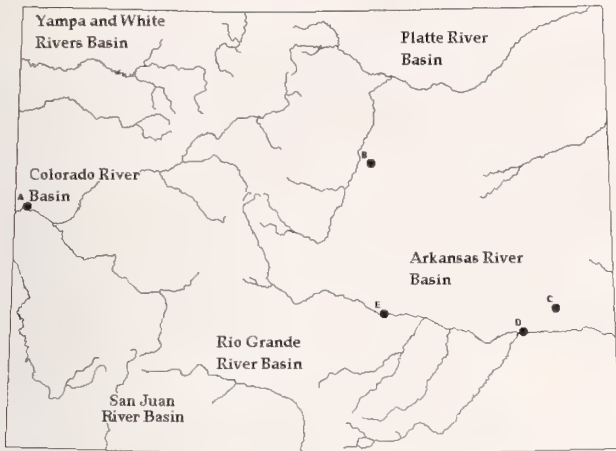 Yampa and White
Rivers Basin
Platte River
Basin
B
Colorado River
Basin
A
Arkansas River
Basin
C
E
D
Rio Grande
River Basin
San Juan
River Basin